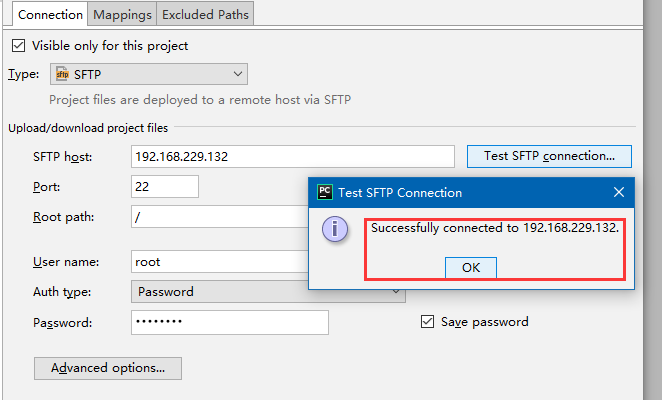 Connection Mappings Excluded Paths
Visible only for this project
Type: sftp SFTP
Project files are deployed to a remote host via SFTP
Upload/download project files
SFTP host: 192.168.229.132 Test SFTP connection...
Port: 22
Root path: /
User name: root
Auth type: Password
Password: •••••••• Save password
Advanced options...
PC Test SFTP Connection
Successfully connected to 192.168.229.132.
OK